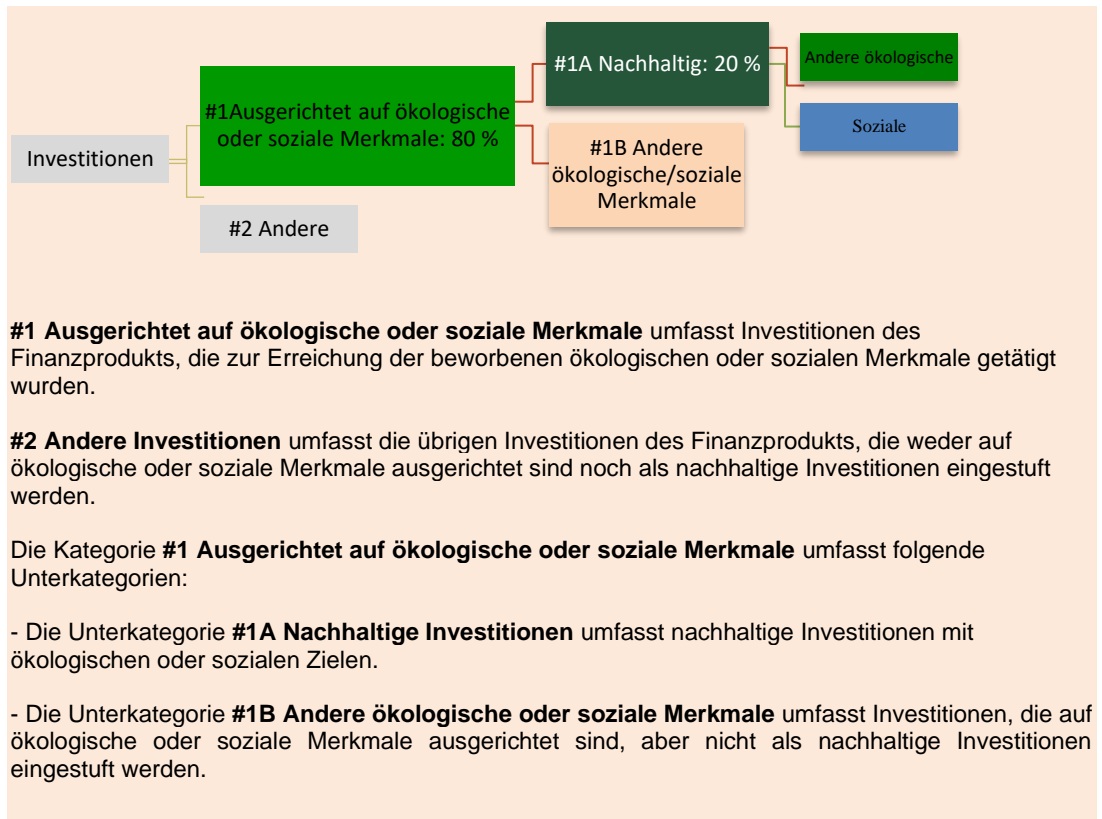 Investitionen
#1Ausgerichtet auf ökologische
oder soziale Merkmale: 80 %
#2 Andere
#1A Nachhaltig: 20 %
#1B Andere
ökologische/soziale
Merkmale
Andere ökologische
Soziale
#1 Ausgerichtet auf ökologische oder soziale Merkmale umfasst Investitionen des
Finanzprodukts, die zur Erreichung der beworbenen ökologischen oder sozialen Merkmale getätigt
wurden.
#2 Andere Investitionen umfasst die übrigen Investitionen des Finanzprodukts, die weder auf
ökologische oder soziale Merkmale ausgerichtet sind noch als nachhaltige Investitionen eingestuft
werden.
Die Kategorie #1 Ausgerichtet auf ökologische oder soziale Merkmale umfasst folgende
Unterkategorien:
- Die Unterkategorie #1A Nachhaltige Investitionen umfasst nachhaltige Investitionen mit
ökologischen oder sozialen Zielen.
- Die Unterkategorie #1B Andere ökologische oder soziale Merkmale umfasst Investitionen, die auf
ökologische oder soziale Merkmale ausgerichtet sind, aber nicht als nachhaltige Investitionen
eingestuft werden.